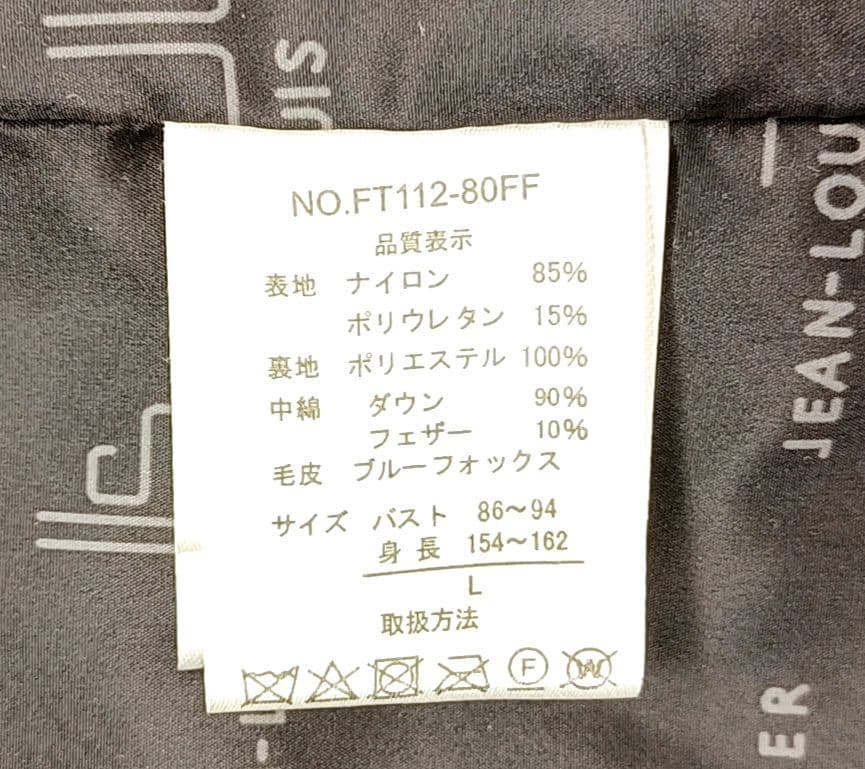 UIS
JEAN-LOU
NO.FT112-80FF
品質表示
表地 ナイロン 85%
ポリウレタン 15%
裏地 ポリエステル 100%
中綿 ダウン 90%
フェザー 10%
毛皮 ブルーフォックス
サイズ バスト 86〜94
身長 154〜162
L
取扱方法
F W
ER